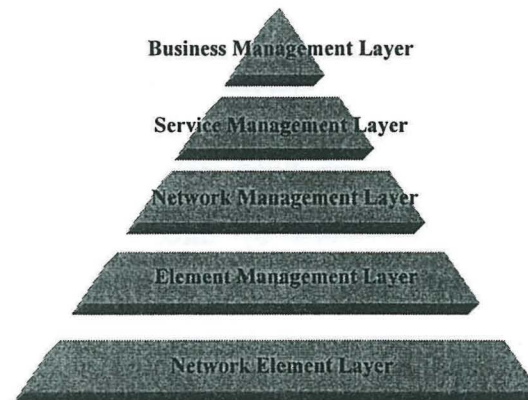 Business Management Layer
Service Management Layer
Network Management Layer
Element Management Layer
Network Element Layer